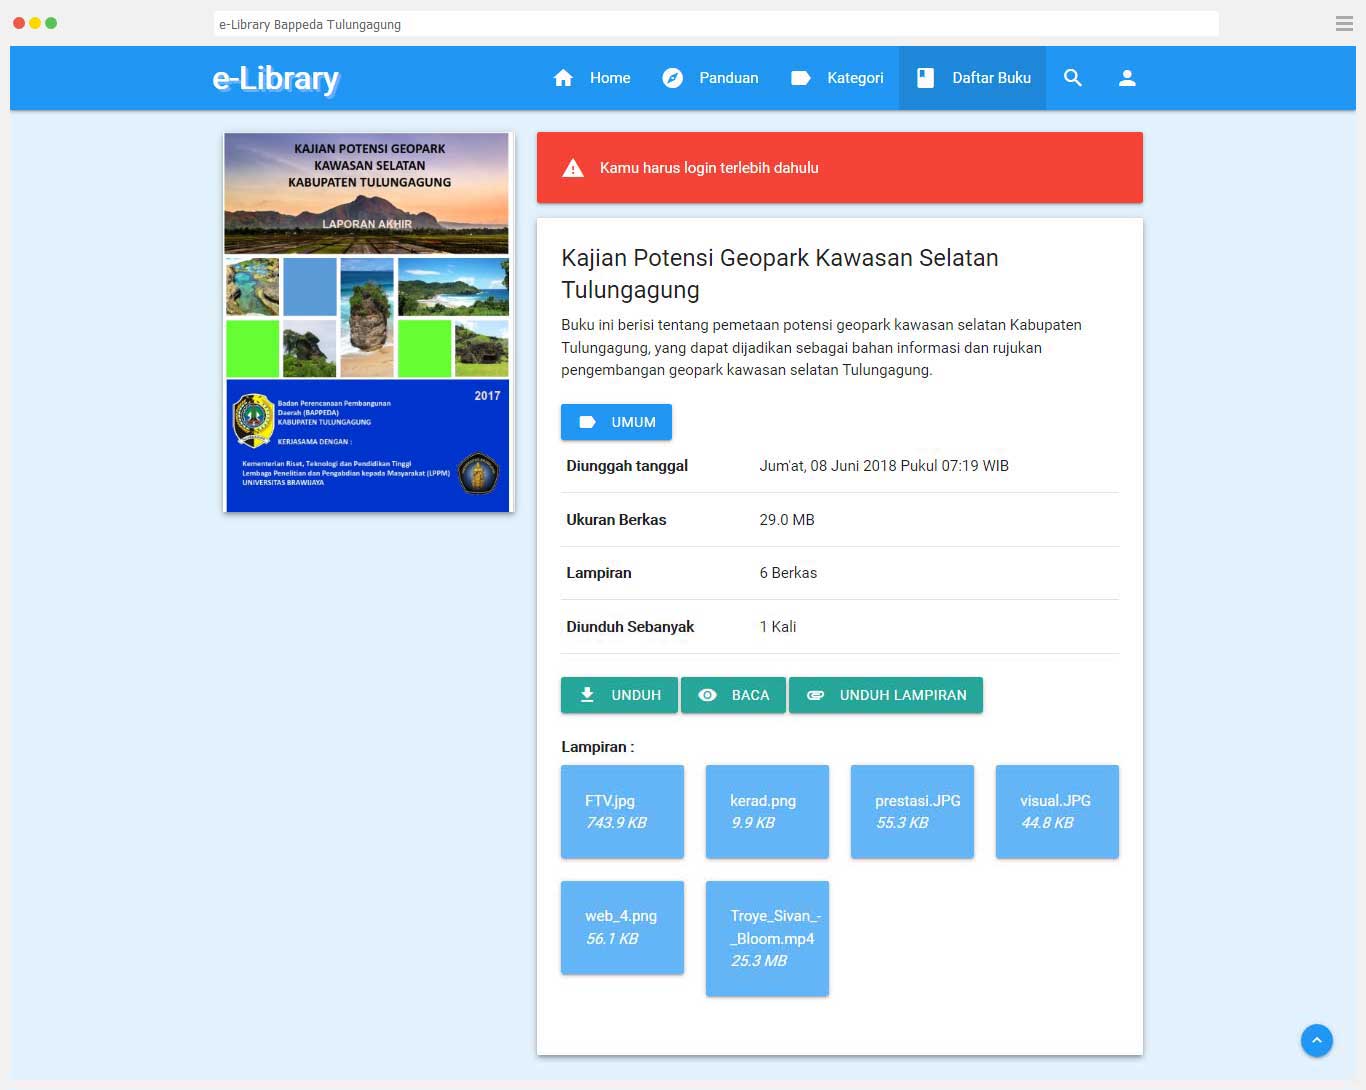 e-Library Bappeda Tulungagung
e-Library
Home
Panduan
Kategori
Daftar Buku
KAJIAN POTENSI GEOPARK
KAWASAN SELATAN
KABUPATEN TULUNGAGUNG
LAPORAN AKHIR
2017
Badan Perencanaan Pembangunan
Daerah (BAPPEDA)
KABUPATEN TULUNGAGUNG
KERJASAMA DENGAN :
Kementerian Riset, Teknologi dan Pendidikan Tinggi
Lembaga Penelitian dan Pengabdian kepada Masyarakat (LPPM)
UNIVERSITAS BRAWIJAYA
Kamu harus login terlebih dahulu
Kajian Potensi Geopark Kawasan Selatan
Tulungagung
Buku ini berisi tentang pemetaan potensi geopark kawasan selatan Kabupaten
Tulungagung, yang dapat dijadikan sebagai bahan informasi dan rujukan
pengembangan geopark kawasan selatan Tulungagung.
UMUM
Diunggah tanggal Jum'at, 08 Juni 2018 Pukul 07:19 WIB
Ukuran Berkas 29.0 MB
Lampiran 6 Berkas
Diunduh Sebanyak 1 Kali
UNDUH
BACA
UNDUH LAMPIRAN
Lampiran :
FTV.jpg
743.9 KB
kerad.png
9.9 KB
prestasi.JPG
55.3 KB
visual.JPG
44.8 KB
web_4.png
56.1 KB
Troye_Sivan_-
_Bloom.mp4
25.3 MB